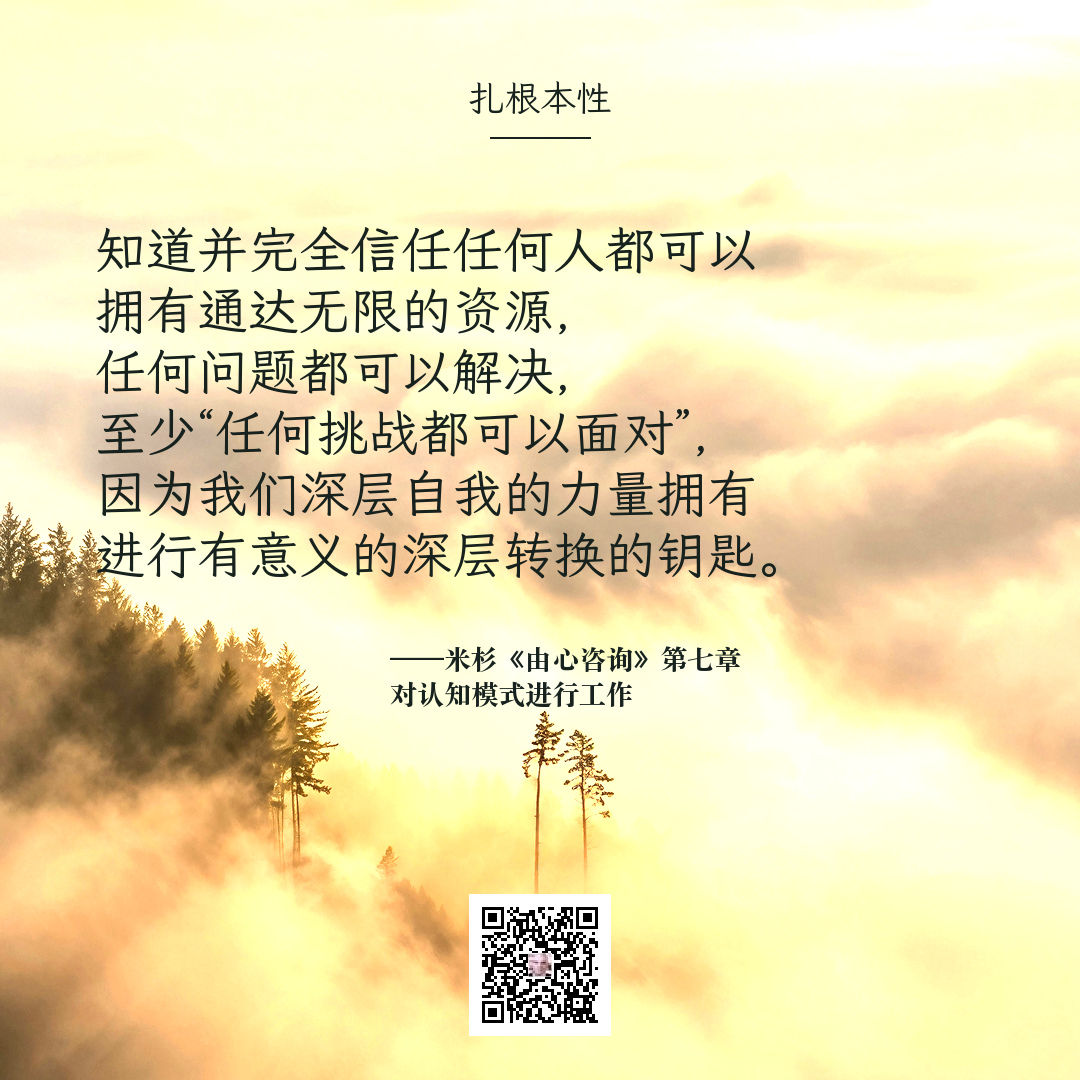 扎根本性
知道并完全信任任何人都可以
拥有通达无限的资源，
任何问题都可以解决，
至少“任何挑战都可以面对”，
因为我们深层自我的力量拥有
进行有意义的深层转换的钥匙。
——米杉《由心咨询》第七章
对认知模式进行工作